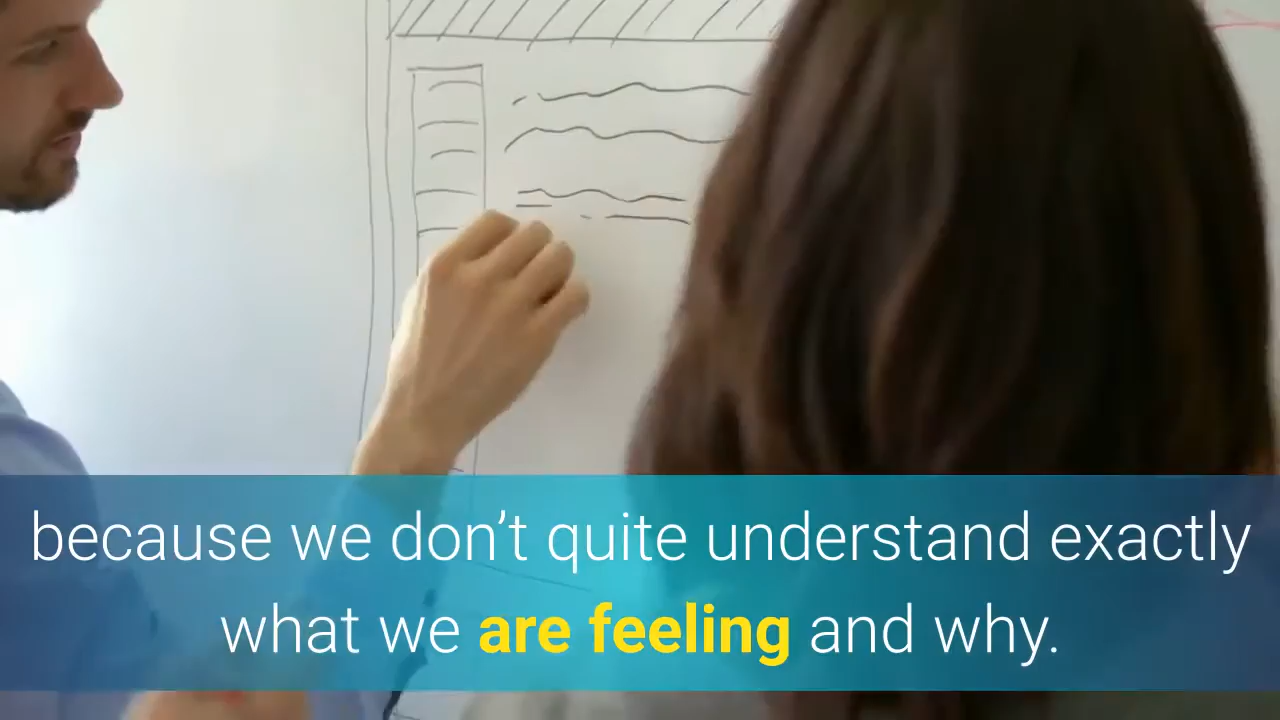 because we don’t quite understand exactly
what we are feeling and why.